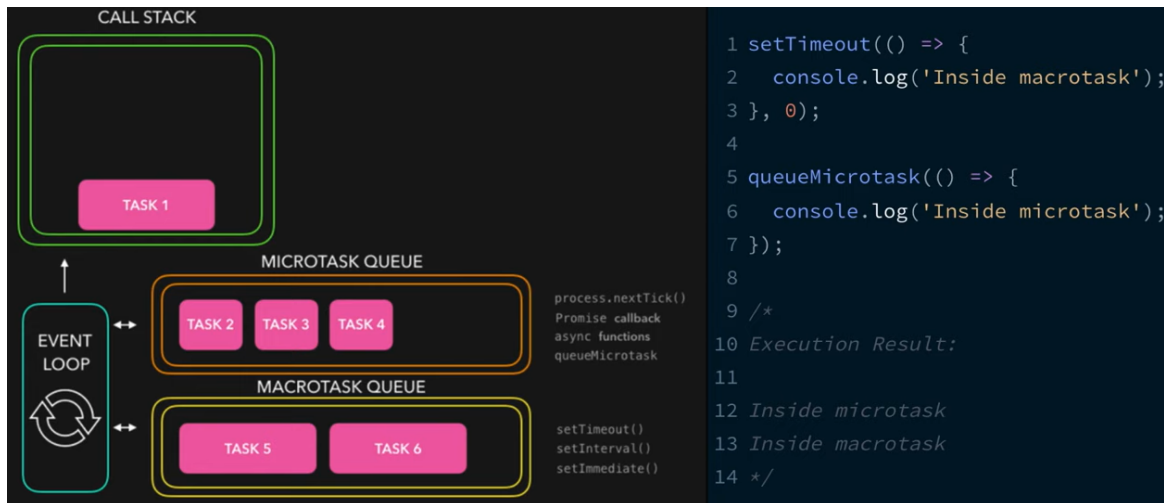 CALL STACK
TASK 1
MICROTASK QUEUE
TASK 2 TASK 3 TASK 4
process.nextTick()
Promise callback
async functions
queueMicrotask
EVENT
LOOP
MACROTASK QUEUE
TASK 5 TASK 6
setTimeout()
setInterval()
setImmediate()
1 setTimeout(() => {
2   console.log('Inside macrotask');
3 }, 0);
4
5 queueMicrotask(() => {
6   console.log('Inside microtask');
7 });
8
9 /*
10 Execution Result:
11
12 Inside microtask
13 Inside macrotask
14 */